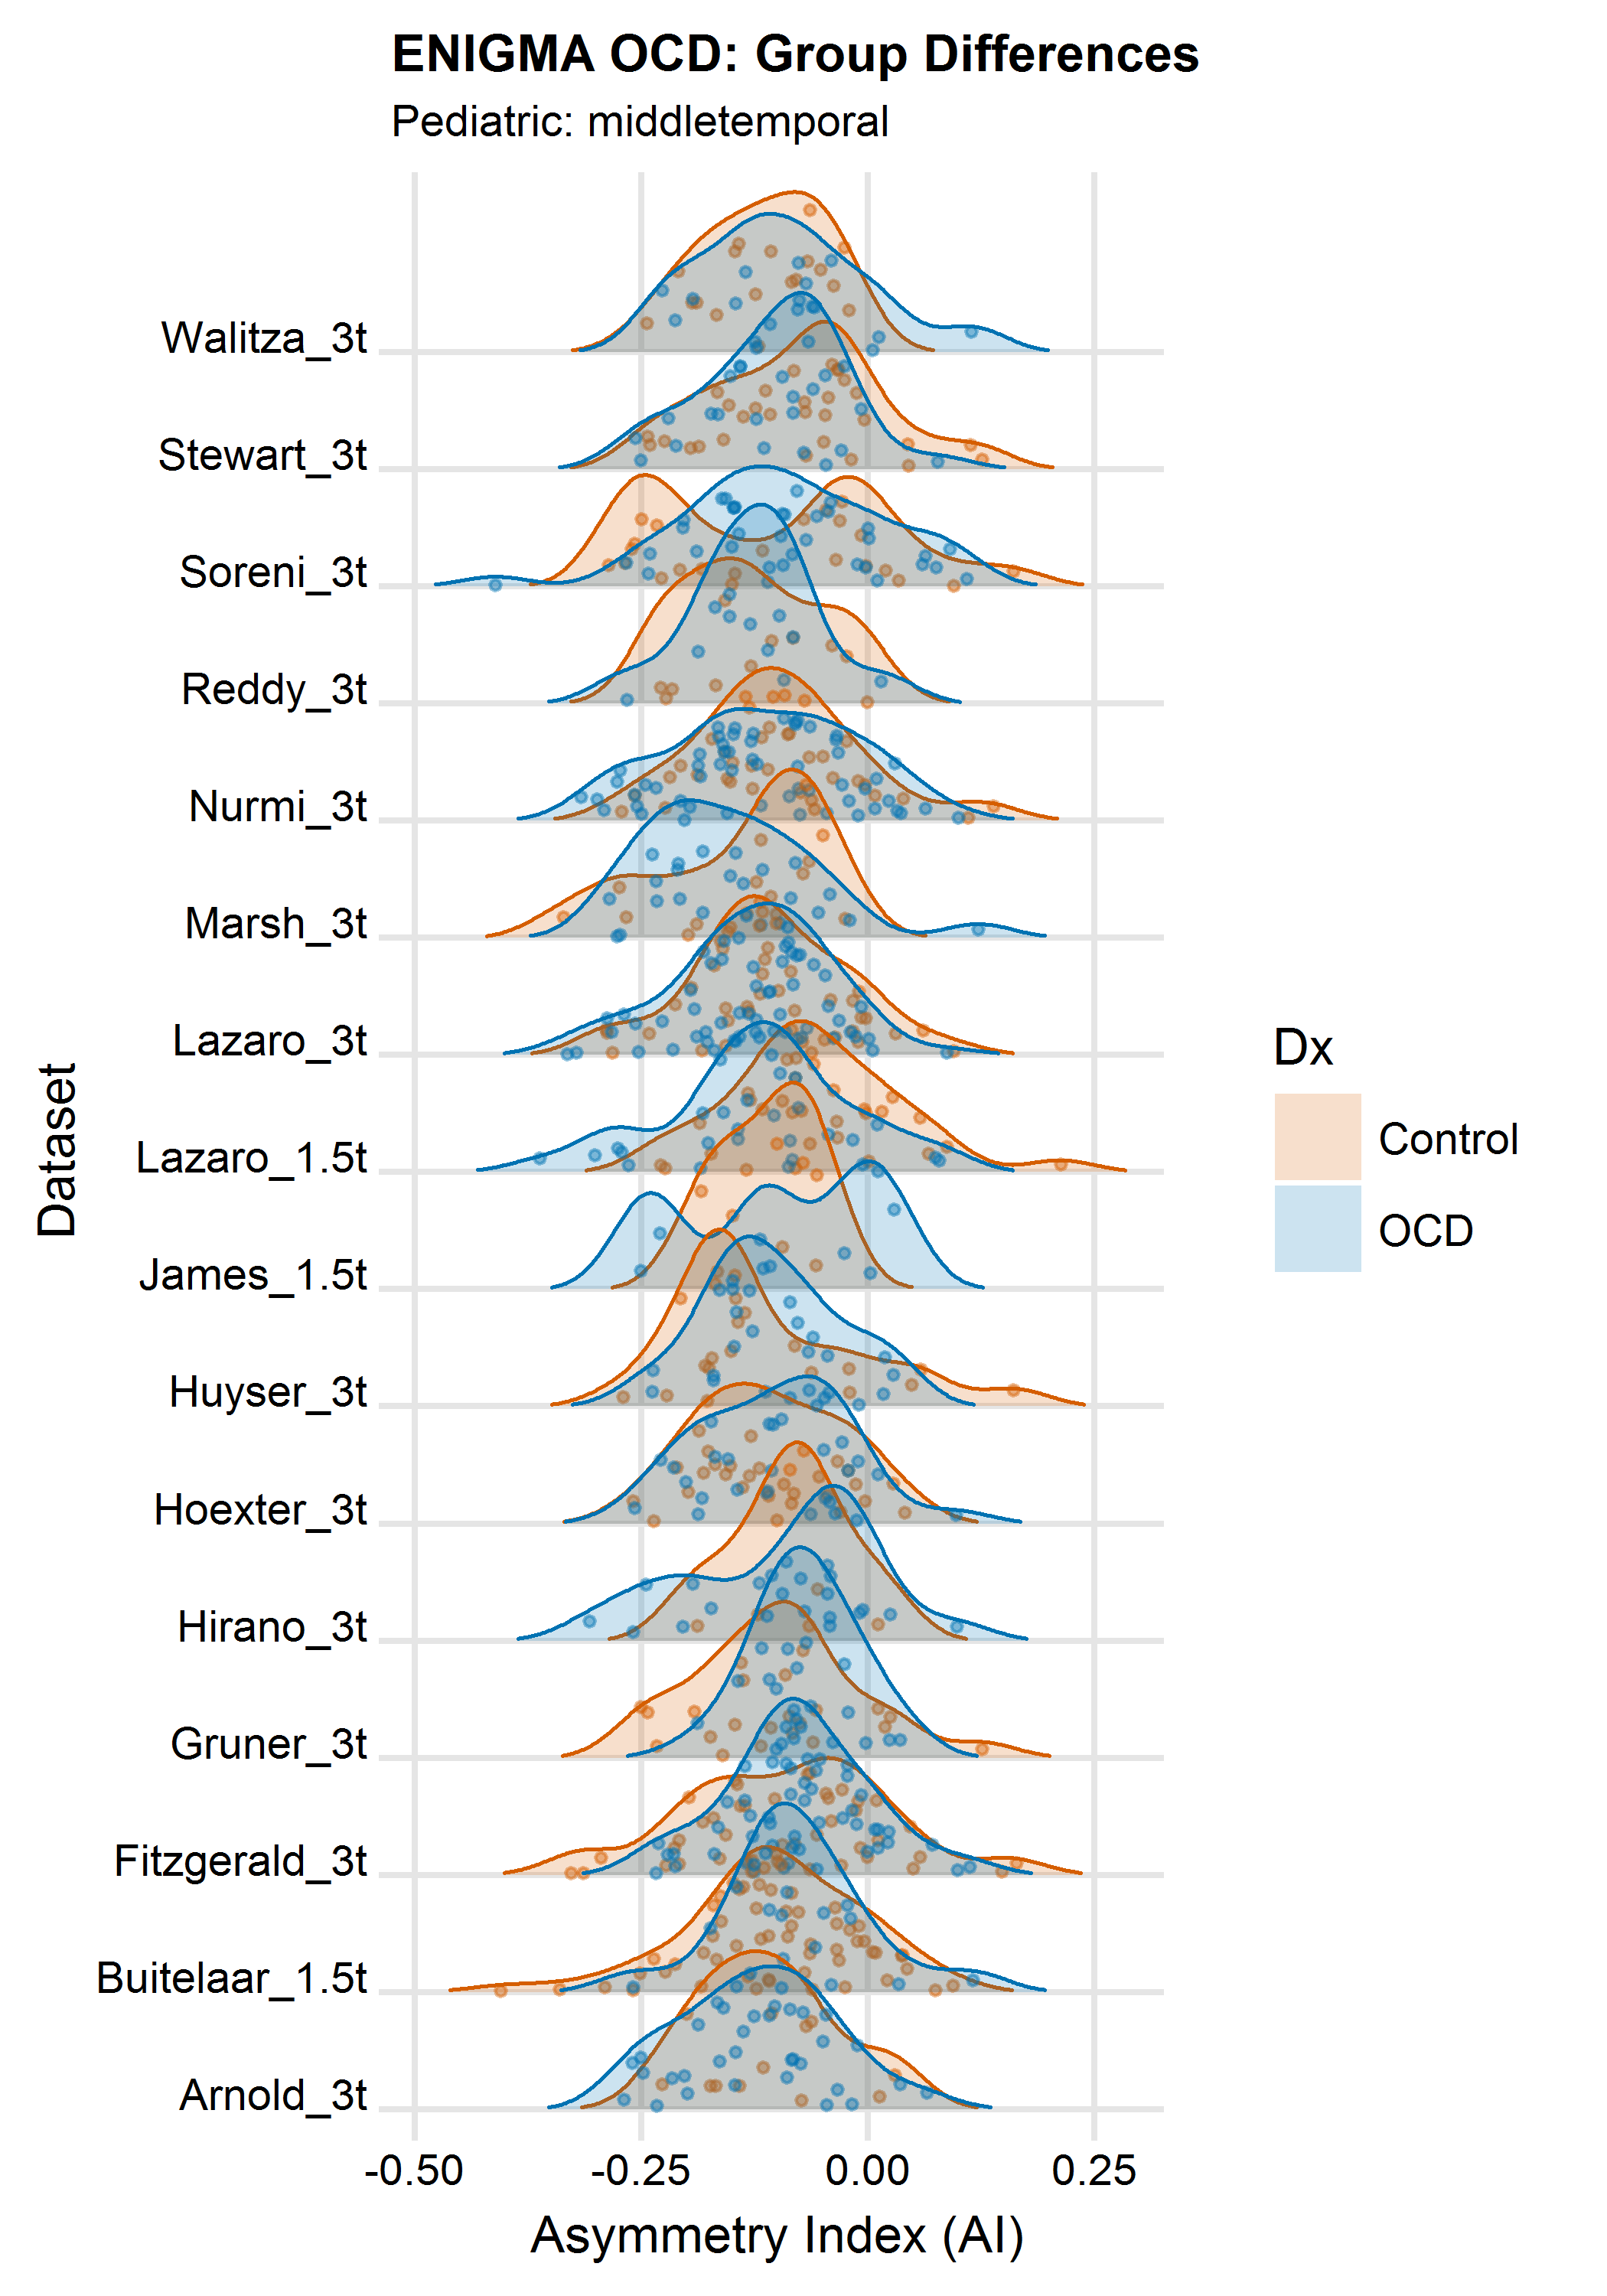 ENIGMA OCD: Group Differences
Pediatric: middletemporal
Walitza_3t
Stewart_3t
Soreni_3t
Reddy_3t
Nurmi_3t
Marsh_3t
Lazaro_3t
Lazaro_1.5t
James_1.5t
Huyser_3t
Hoexter_3t
Hirano_3t
Gruner_3t
Fitzgerald_3t
Buitelaar_1.5t
Arnold_3t
Dataset
-0.50 -0.25 0.00 0.25
Asymmetry Index (AI)
Dx
Control
OCD